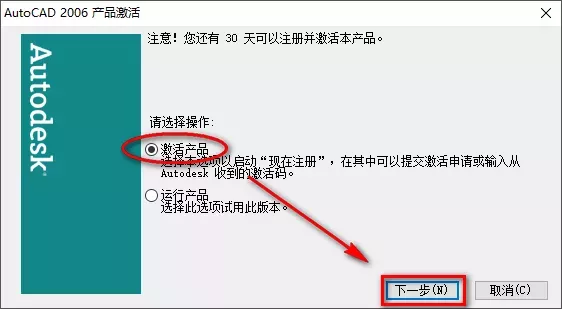 AutoCAD 2006 产品激活
Autodesk
注意！您还有 30 天可以注册并激活本产品。
请选择操作:
激活产品
选择本选项以启动“现在注册”，在其中可以提交激活申请或输入从
Autodesk 收到的激活码。
运行产品
选择此选项试用此版本。
下一步(N)
取消(C)